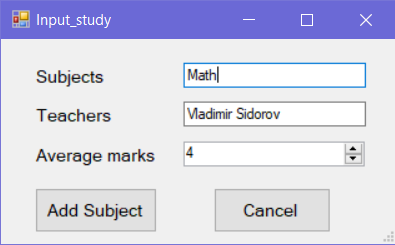 Input_study
Subjects Math
Teachers Vladimir Sidorov
Average marks 4
Add Subject Cancel